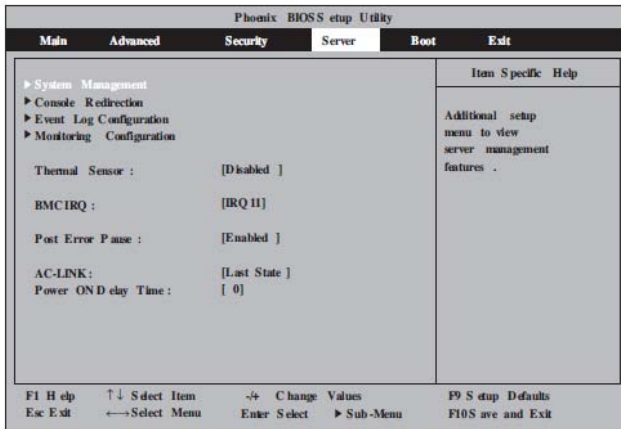 Phoenix BIOS Setup Utility
Main Advanced Security Server Boot Exit
▶ System Management
▶ Console Redirection
▶ Event Log Configuration
▶ Monitoring Configuration
Thermal Sensor : [Disabled ]
BMC IRQ : [IRQ 11]
Post Error Pause : [Enabled ]
AC-LINK : [Last State ]
Power ON Delay Time : [ 0]
Item Specific Help
Additional setup
menu to view
server management
features .
F1 Help ↑↓ Select Item -/+ Change Values F9 Setup Defaults
Esc Exit ←→Select Menu Enter Select ▶ Sub-Menu F10 Save and Exit